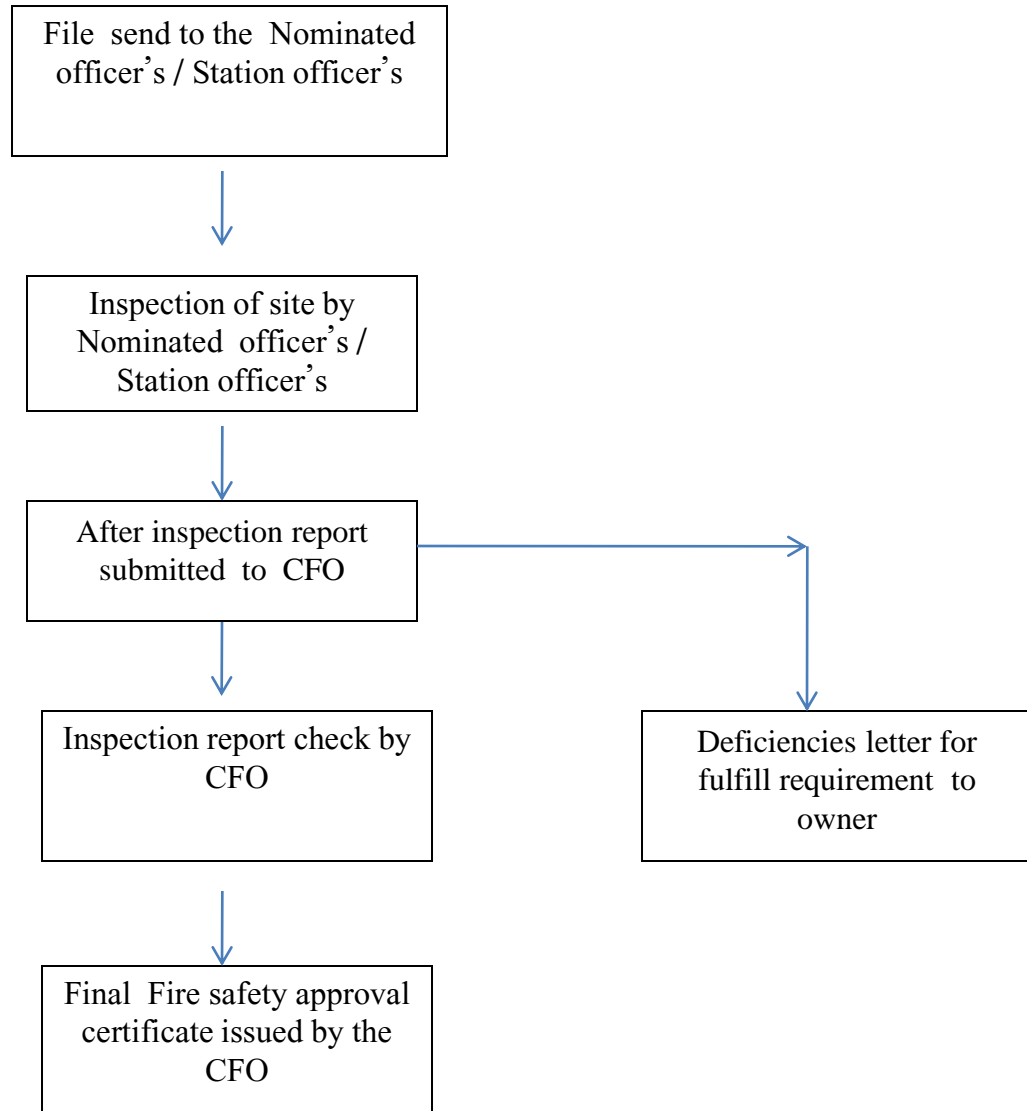 File send to the Nominated
officer’s / Station officer’s
Inspection of site by
Nominated officer’s /
Station officer’s
After inspection report
submitted to CFO
Inspection report check by
CFO
Deficiencies letter for
fulfill requirement to
owner
Final Fire safety approval
certificate issued by the
CFO